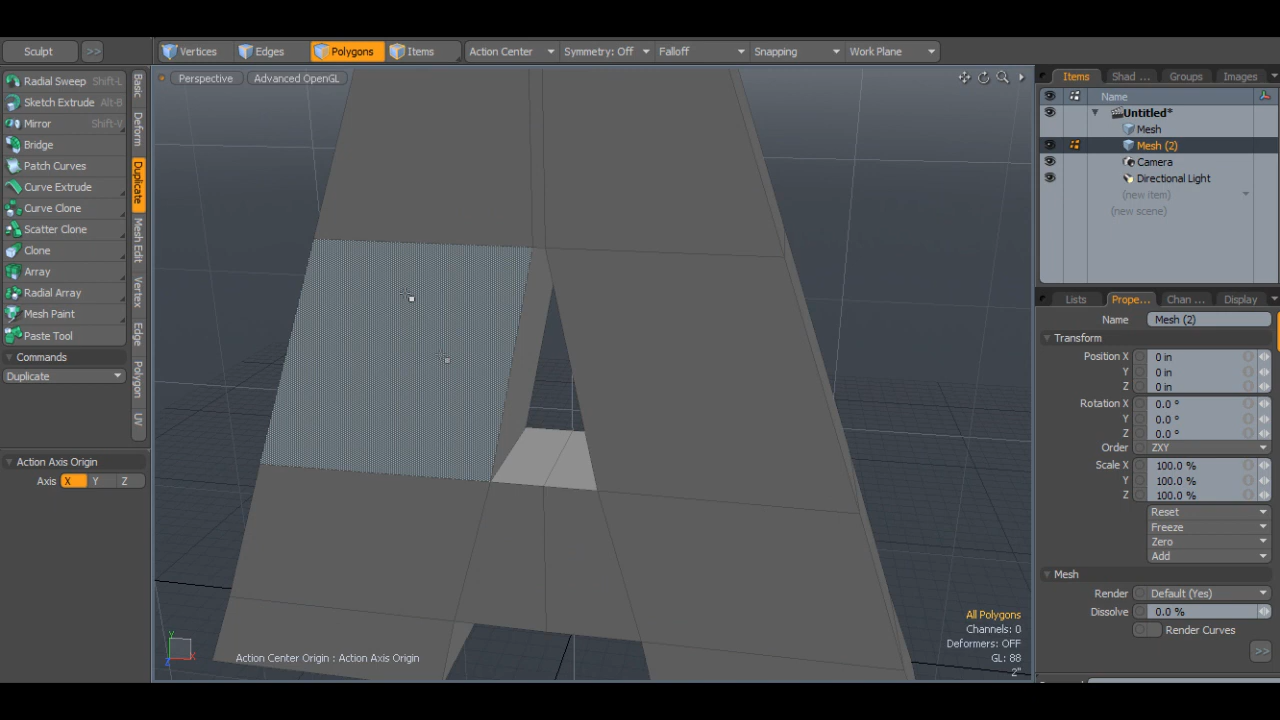 Sculpt >> Vertices Edges Polygons Items Action Center Symmetry: Off Falloff Snapping Work Plane
Radial Sweep Shift-L
Sketch Extrude Alt-B
Mirror Shift-V
Bridge
Patch Curves
Curve Extrude
Curve Clone
Scatter Clone
Clone
Array
Radial Array
Mesh Paint
Paste Tool
Commands
Duplicate
Action Axis Origin
Axis X Y Z
Basic
Deform
Duplicate
Mesh Edit
Vertex
Edge
Polygon
UV
Perspective Advanced OpenGL
All Polygons
Channels: 0
Deformers: OFF
GL: 88
2"
Action Center Origin : Action Axis Origin
Y
X
Z
Items Shad ... Groups Images
Name
Untitled*
Mesh
Mesh (2)
Camera
Directional Light
(new item)
(new scene)
Lists Prope... Chan ... Display
Name Mesh (2)
Transform
Position X 0 in
Y 0 in
Z 0 in
Rotation X 0.0 °
Y 0.0 °
Z 0.0 °
Order ZXY
Scale X 100.0 %
Y 100.0 %
Z 100.0 %
Reset
Freeze
Zero
Add
Mesh
Render Default (Yes)
Dissolve 0.0 %
Render Curves
>>